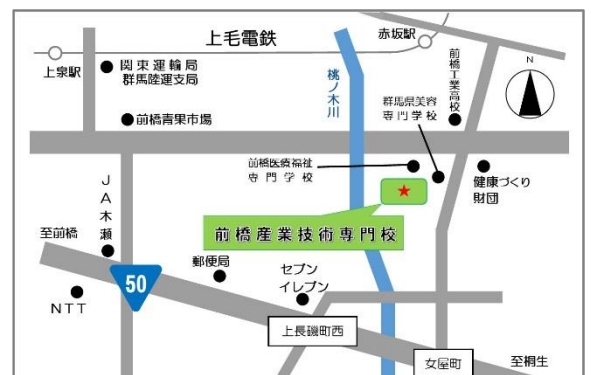 上毛電鉄
赤坂駅
上泉駅
関東運輸局
群馬陸運支局
前橋工業高校
N
桃ノ木川
群馬県美容
専門学校
前橋青果市場
前橋医療福祉
専門学校
健康づくり
財団
JA木瀬
前橋産業技術専門校
至前橋
郵便局
セブン
イレブン
50
NTT
上長磯町西
女屋町
至桐生